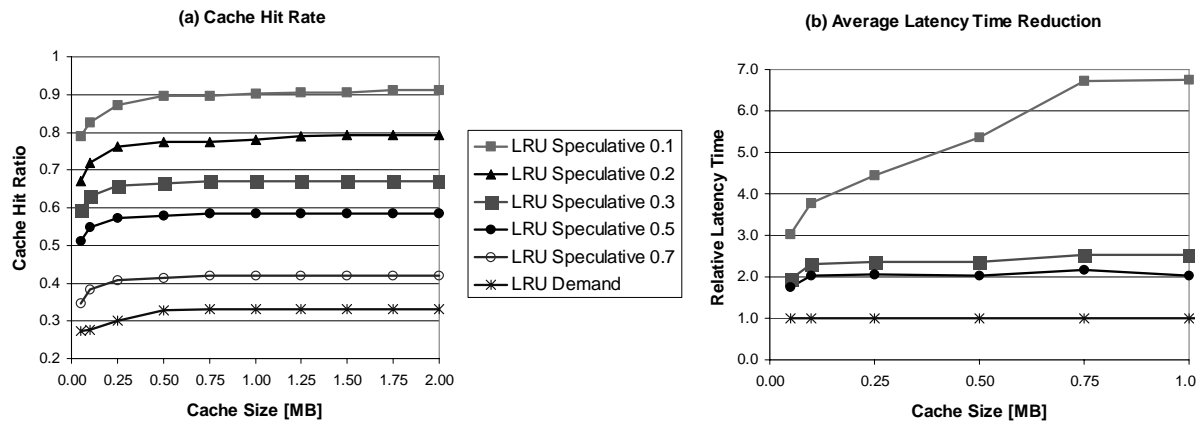 (a) Cache Hit Rate
Cache Hit Ratio
1
0.9
0.8
0.7
0.6
0.5
0.4
0.3
0.2
0.00 0.25 0.50 0.75 1.00 1.25 1.50 1.75 2.00
Cache Size [MB]
LRU Speculative 0.1
LRU Speculative 0.2
LRU Speculative 0.3
LRU Speculative 0.5
LRU Speculative 0.7
LRU Demand
(b) Average Latency Time Reduction
Relative Latency Time
7.0
6.0
5.0
4.0
3.0
2.0
1.0
0.0
0.00 0.25 0.50 0.75 1.0
Cache Size [MB]